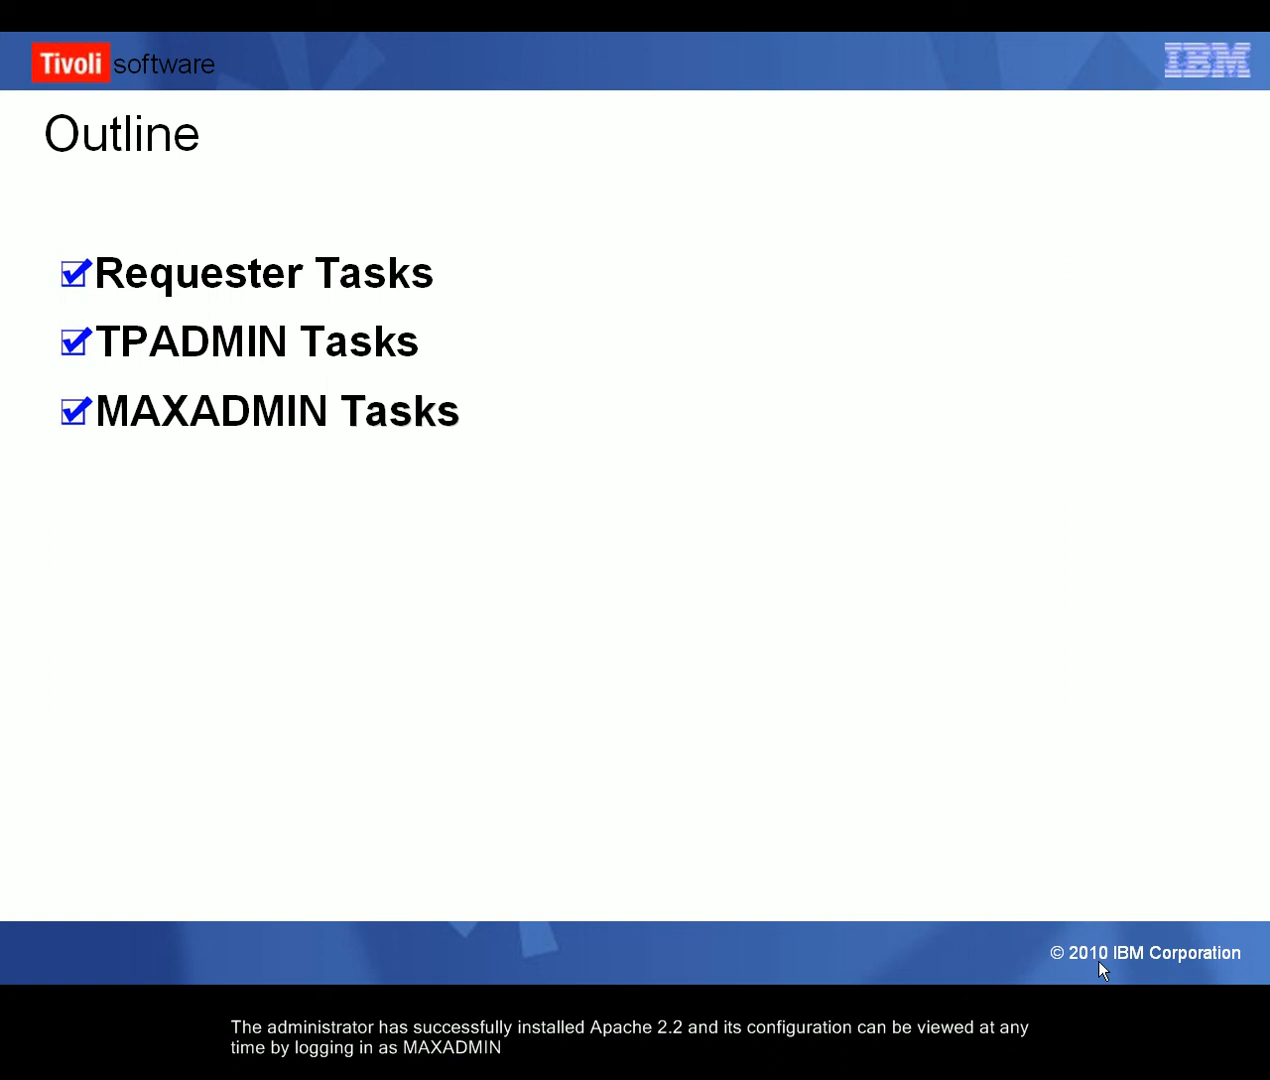 Tivoli software IBM
Outline
Requester Tasks
TPADMIN Tasks
MAXADMIN Tasks
© 2010 IBM Corporation
The administrator has successfully installed Apache 2.2 and its configuration can be viewed at any
time by logging in as MAXADMIN